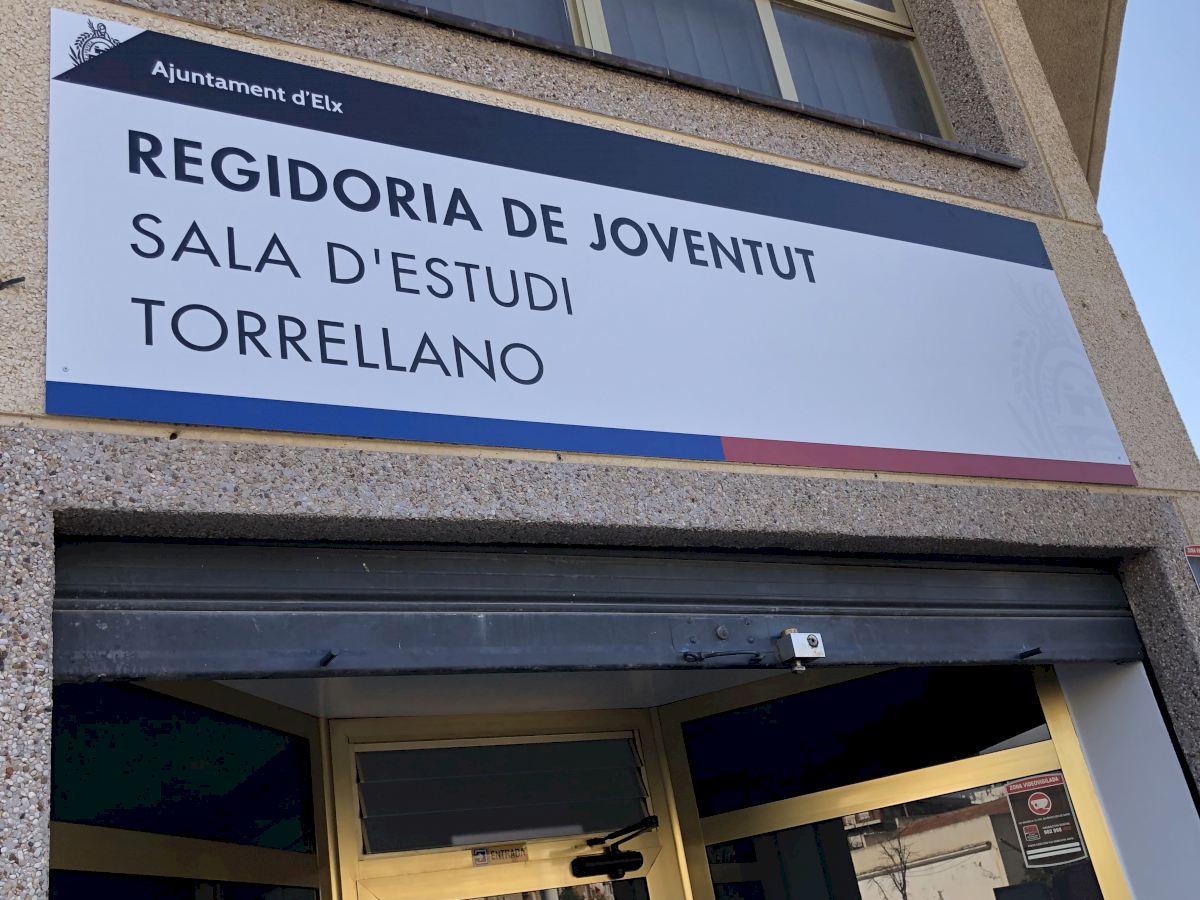 Ajuntament d'Elx
REGIDORIA DE JOVENTUT
SALA D'ESTUDI
TORRELLANO
ENTRADA
ZONA VIDEOVIGILADA